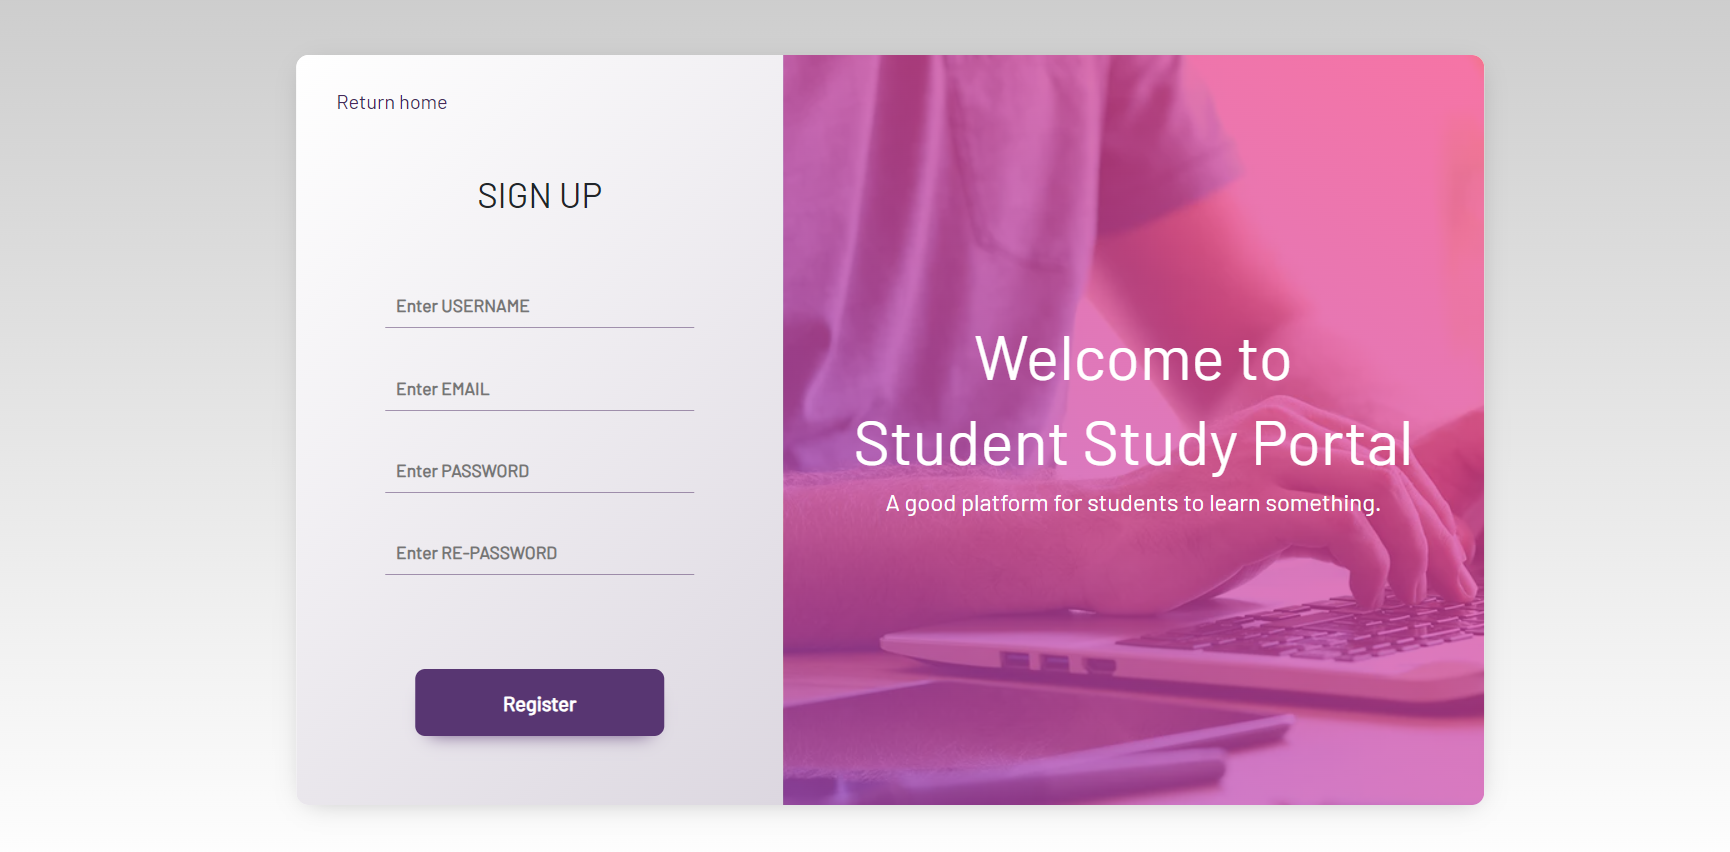 Return home
SIGN UP
Enter USERNAME
Enter EMAIL
Enter PASSWORD
Enter RE-PASSWORD
Register
Welcome to
Student Study Portal
A good platform for students to learn something.